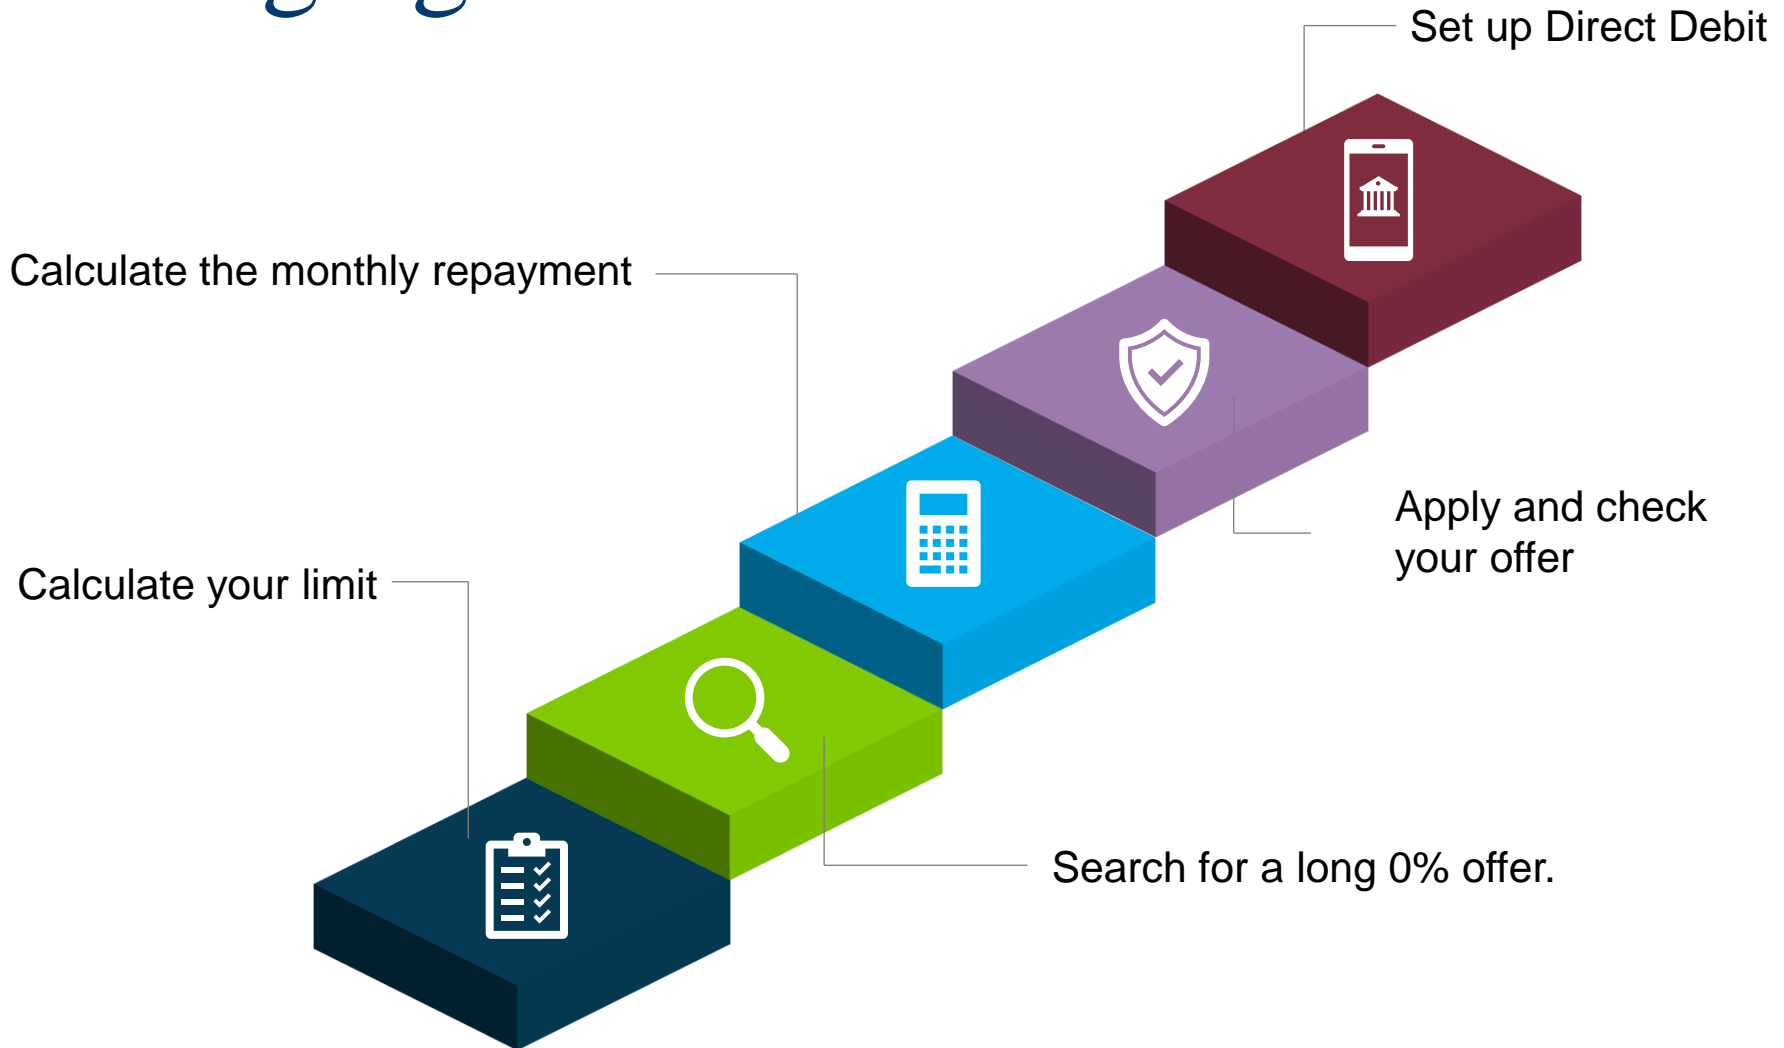 Set up Direct Debit
Calculate the monthly repayment
Apply and check
your offer
Calculate your limit
Search for a long 0% offer.